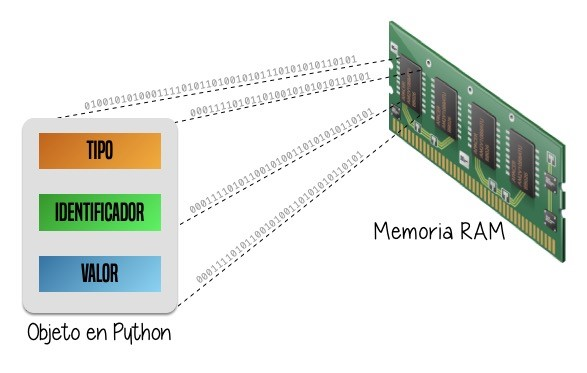 TIPO
IDENTIFICADOR
VALOR
Objeto en Python
Memoria RAM